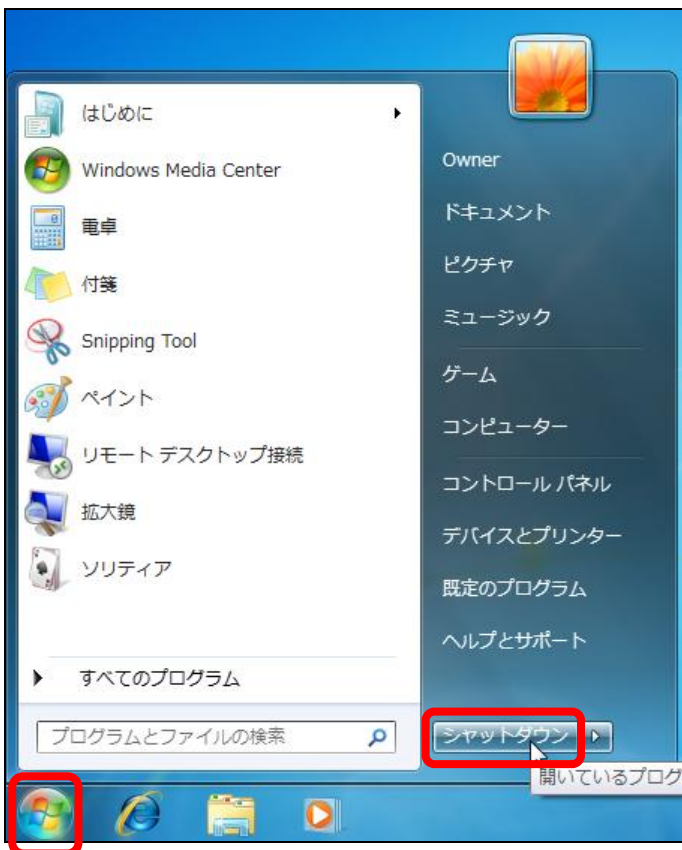 はじめに
Windows Media Center
電卓
付箋
Snipping Tool
ペイント
リモート デスクトップ接続
拡大鏡
ソリティア
すべてのプログラム
プログラムとファイルの検索
Owner
ドキュメント
ピクチャ
ミュージック
ゲーム
コンピューター
コントロール パネル
デバイスとプリンター
既定のプログラム
ヘルプとサポート
シャットダウン
開いているプログ